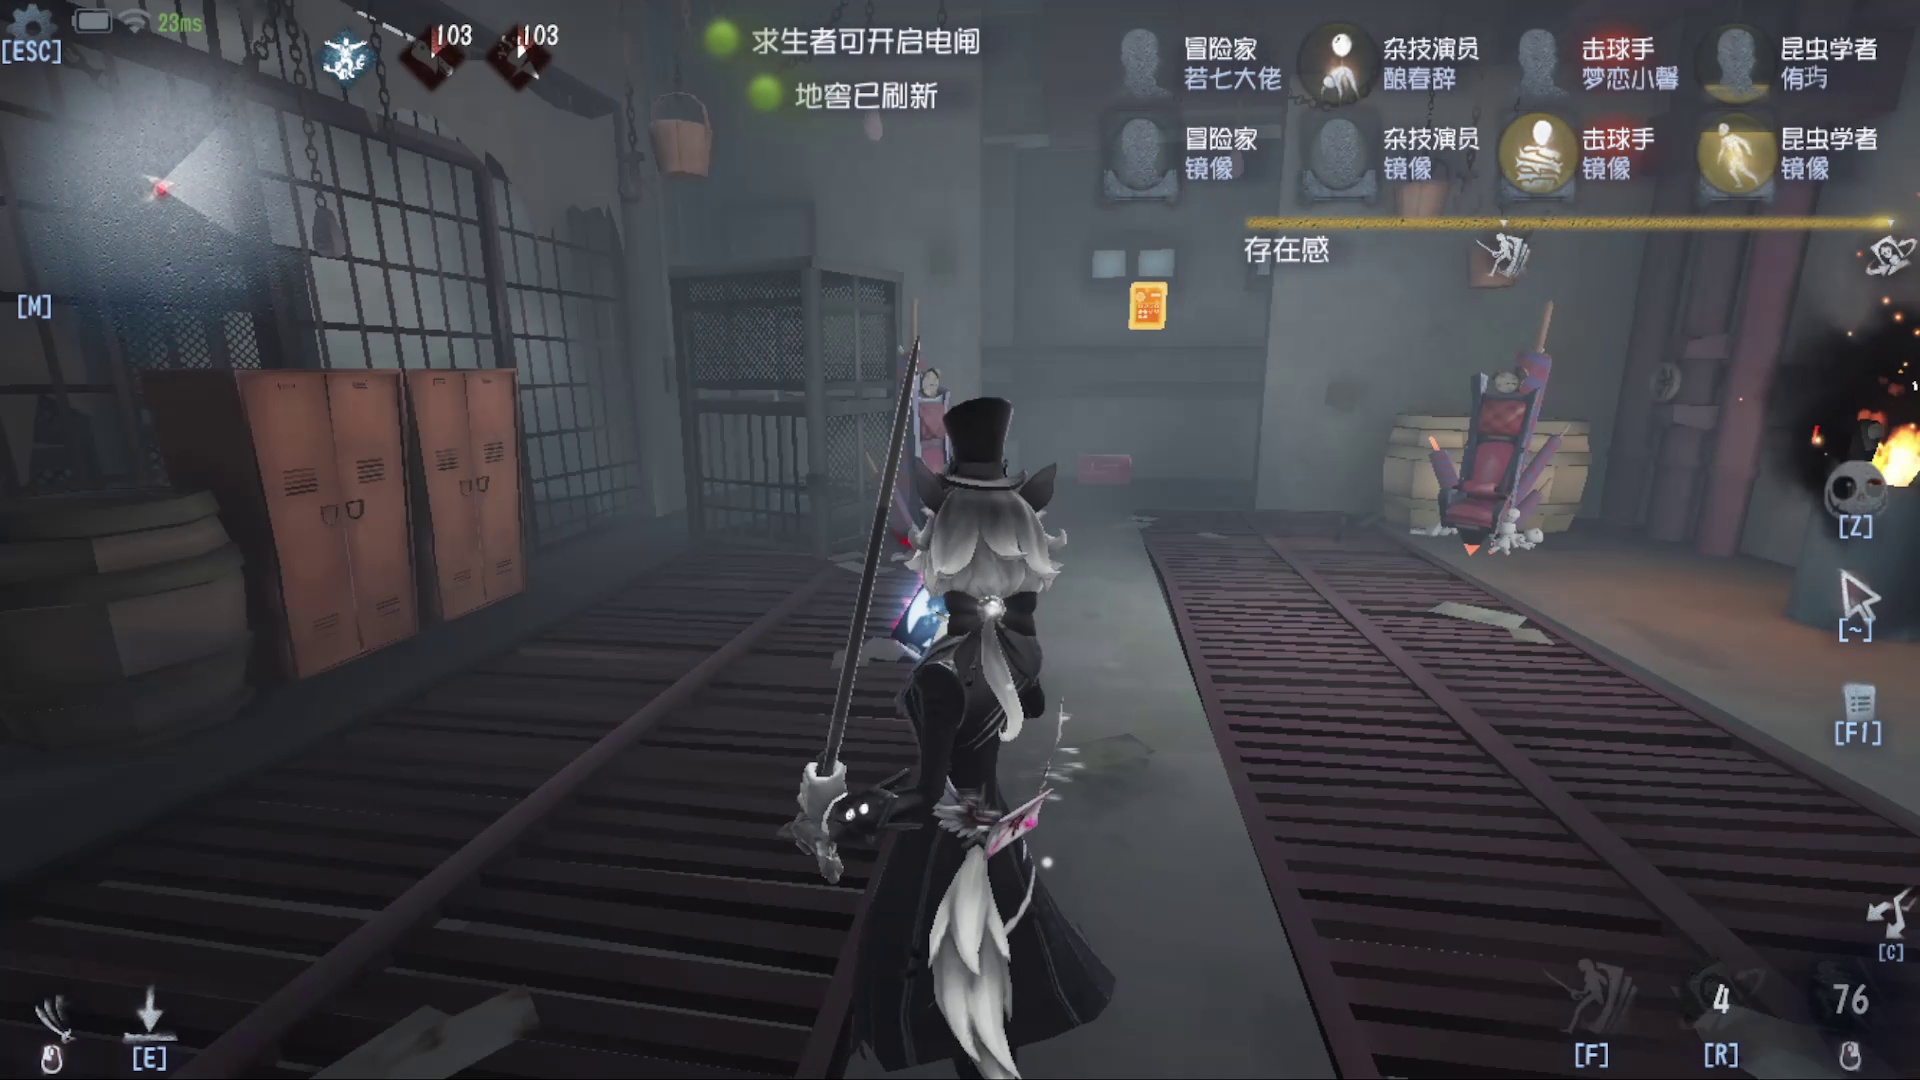 23ms
[ESC]
103
103
求生者可开启电闸
地窖已刷新
冒险家
若七大佬
杂技演员
酿春辞
击球手
梦恋小馨
昆虫学者
侑玙
冒险家
镜像
杂技演员
镜像
击球手
镜像
昆虫学者
镜像
存在感
[M]
[Z]
[~]
[F1]
[C]
[E]
4
76
[F]
[R]